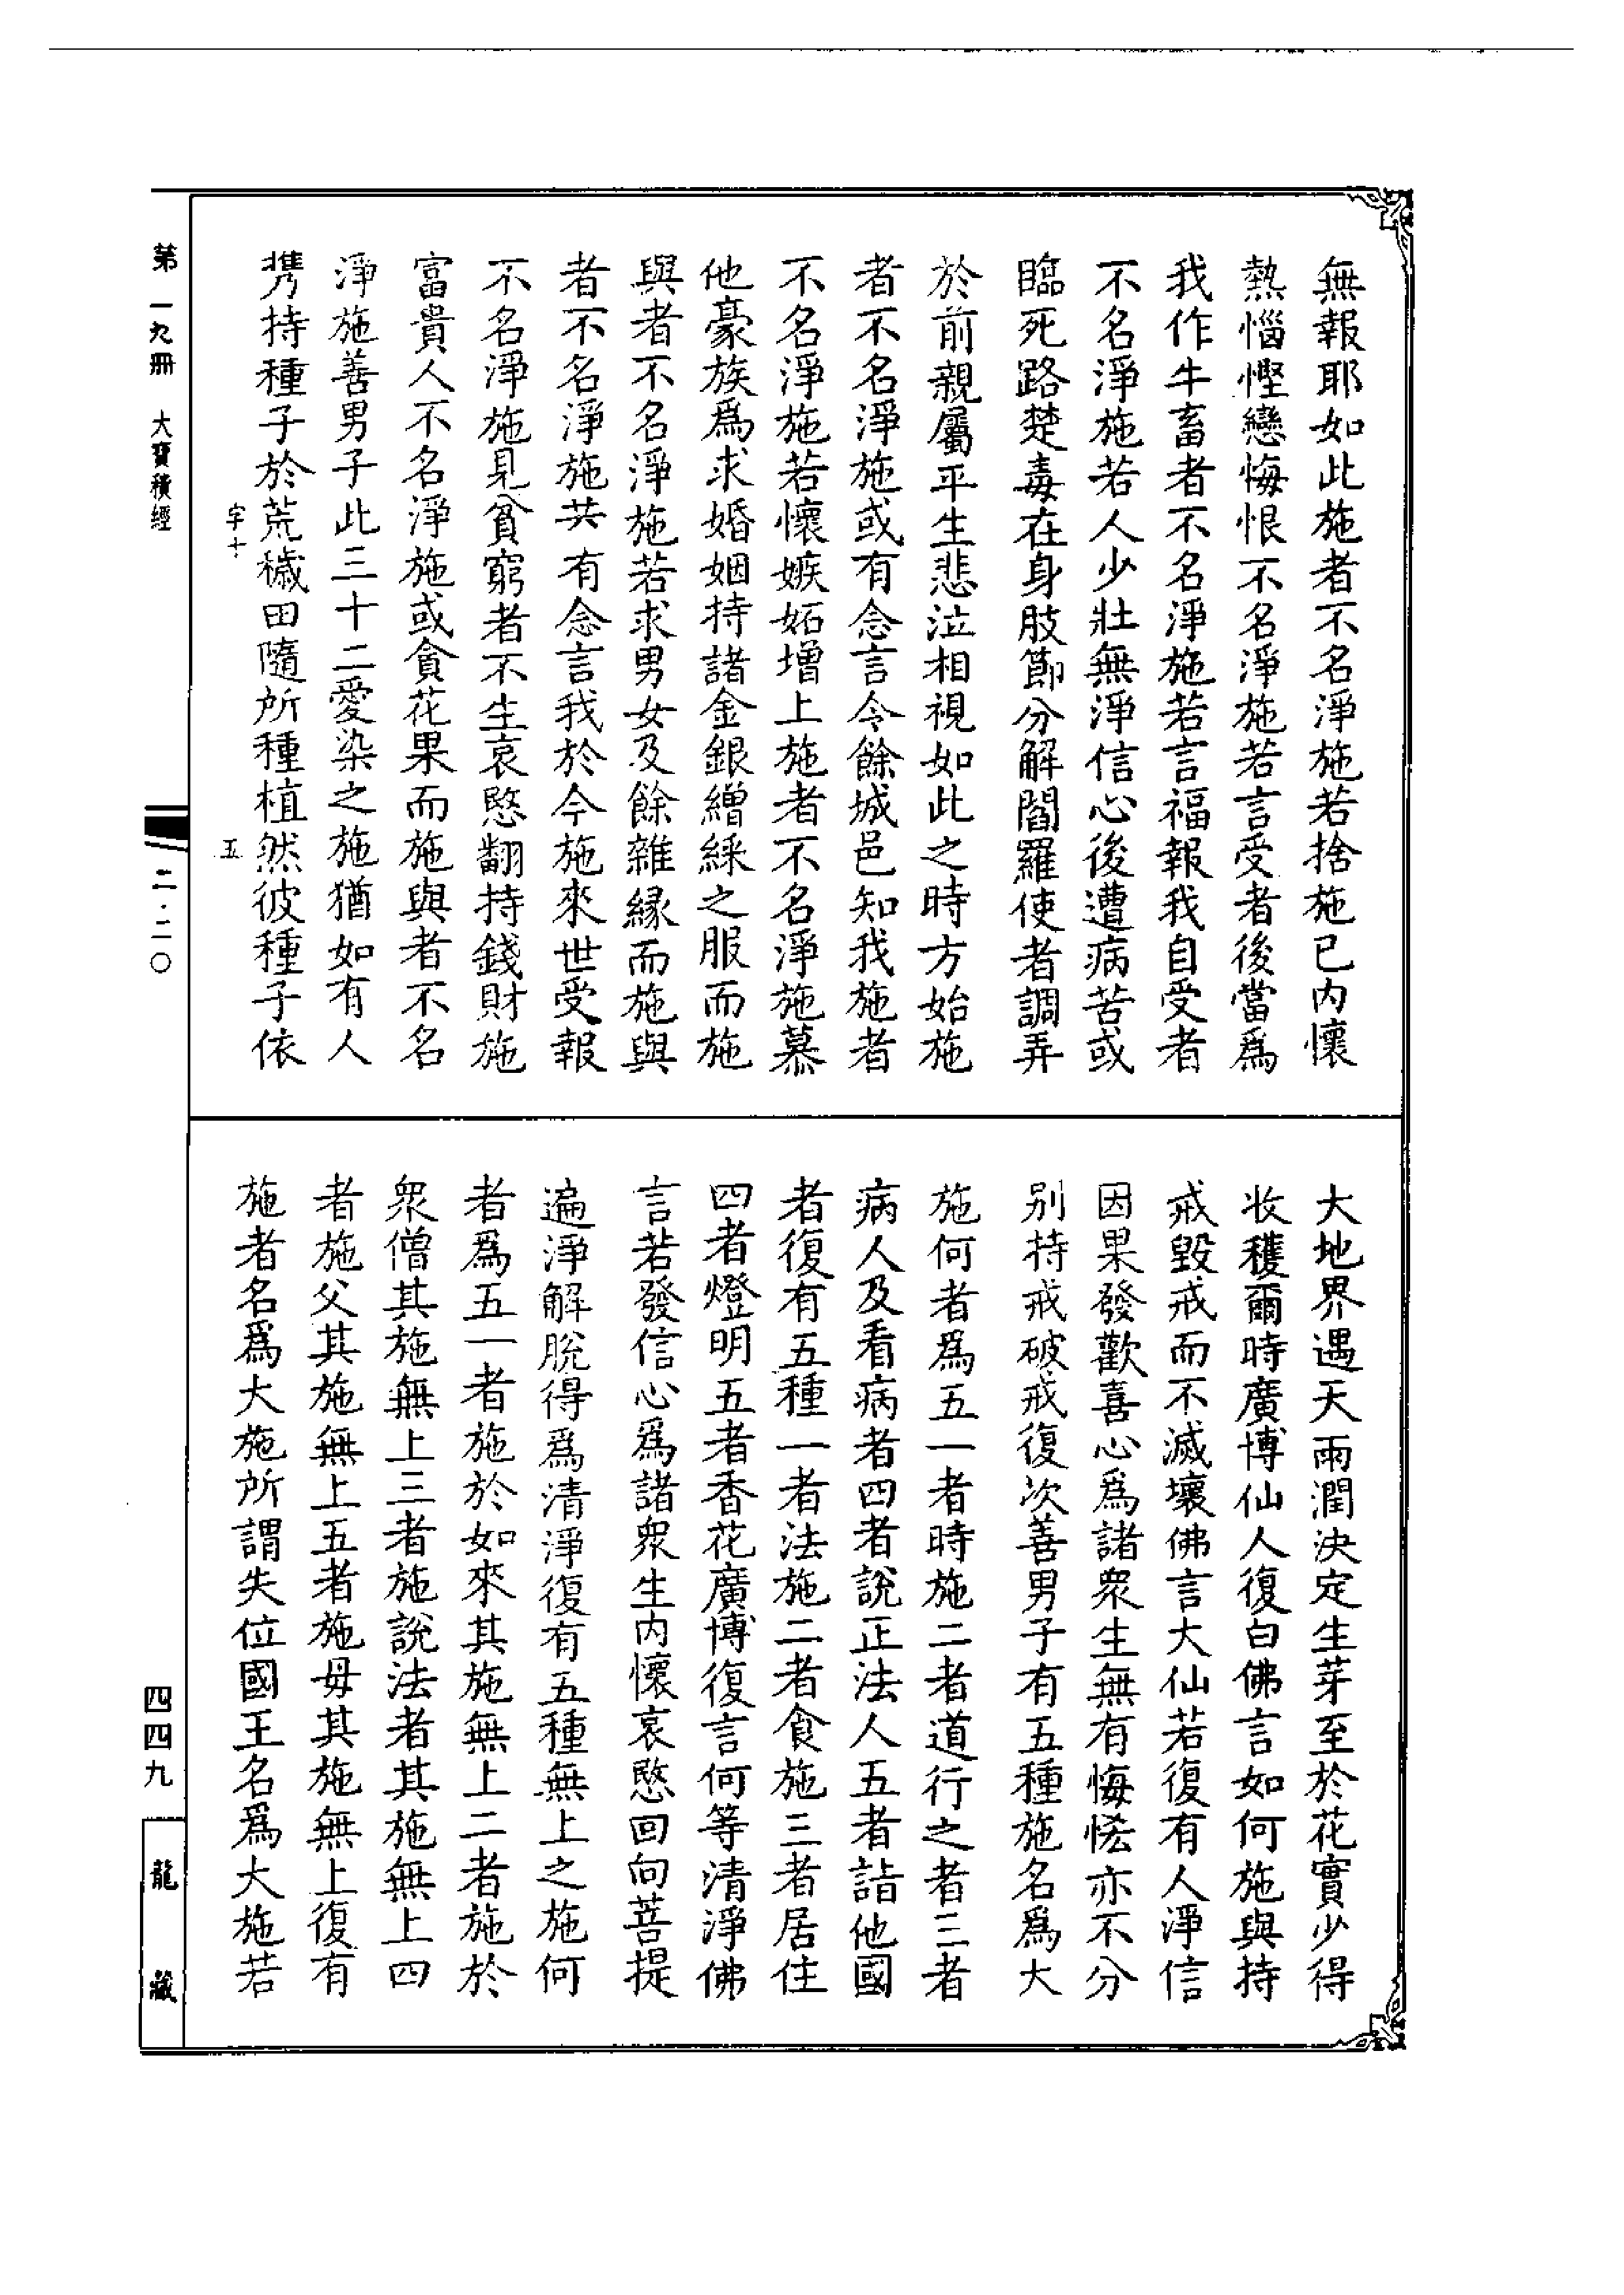 無報耶如此施者不名淨施若捨施已內懷
熱惱慳戀悔恨不名淨施若言受者後當爲
我作牛畜者不名淨施若言福報我自受者
不名淨施若人少壯無淨信心後遭病苦或
臨死路楚毒在身肢節分解閻羅使者調弄
於前親屬平生悲泣相視如此之時方始施
者不名淨施或有念言令餘城邑知我施者
不名淨施若懷嫉妬增上施者不名淨施慕
他豪族爲求婚姻持諸金銀繒綵之服而施
與者不名淨施若求男女及餘雜緣而施與
者不名淨施共有念言我於今施來世受報
不名淨施見貧窮者不生哀愍翻持錢財施
富貴人不名淨施或貪花果而施與者不名
淨施善男子此三十二愛染之施猶如有人
携持種子於荒穢田隨所種植然彼種子依
字十 五
大地界遇天雨潤決定生芽至於花實少得
收穫爾時廣博仙人復白佛言如何施與持
戒毀戒而不滅壞佛言大仙若復有人淨信
因果發歡喜心爲諸衆生無有悔悋亦不分
別持戒破戒復次善男子有五種施名爲大
施何者爲五一者時施二者道行之者三者
病人及看病者四者說正法人五者詣他國
者復有五種一者法施二者食施三者居住
四者燈明五者香花廣博復言何等清淨佛
言若發信心爲諸衆生內懷哀愍回向菩提
遍淨解脫得爲清淨復有五種無上之施何
者爲五一者施於如來其施無上二者施於
衆僧其施無上三者施說法者其施無上四
者施父其施無上五者施母其施無上復有
施者名爲大施所謂失位國王名爲大施若
第一九冊 大寶積經
二·二〇
四四九
龍藏